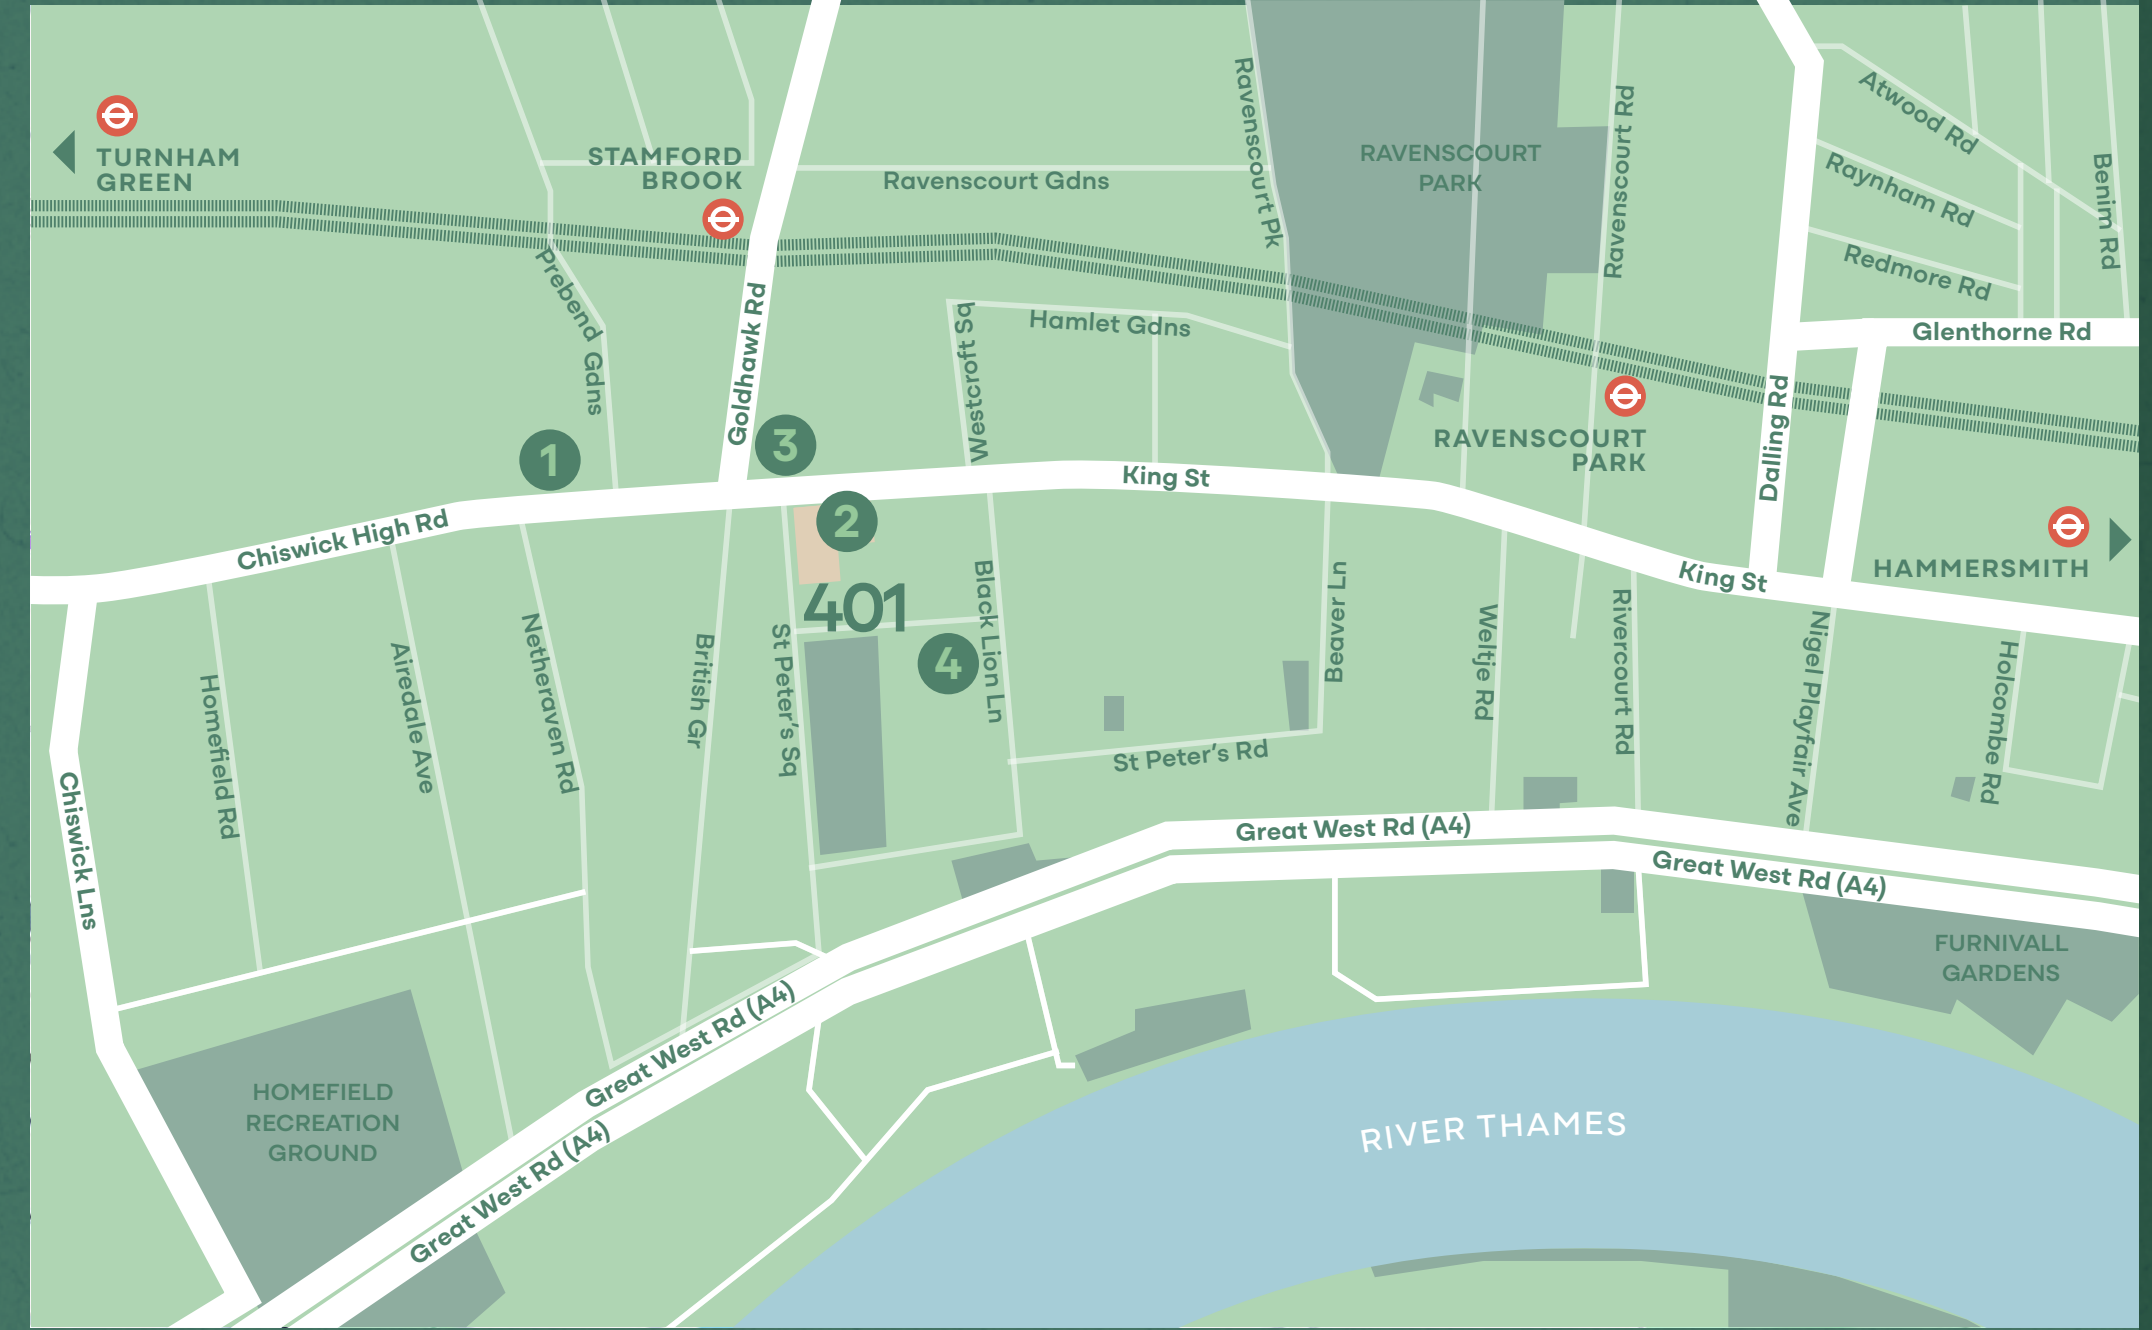 TURNHAM
GREEN
STAMFORD
BROOK
Ravenscourt Gdns
Ravenscourt Pk
RAVENSCOURT
PARK
Ravenscourt Rd
Atwood Rd
Raynham Rd
Redmore Rd
Benim Rd
Glenthorne Rd
Prebend Gdns
Goldhawk Rd
Westcroft Sq
Hamlet Gdns
RAVENSCOURT
PARK
Dalling Rd
HAMMERSMITH
1
3
2
401
4
Chiswick High Rd
King St
King St
Homefield Rd
Airedale Ave
Netheraven Rd
British Gr
St Peter's Sq
Black Lion Ln
Beaver Ln
St Peter's Rd
Weltje Rd
Rivercourt Rd
Nigel Playfair Ave
Holcombe Rd
Chiswick Lns
Great West Rd (A4)
Great West Rd (A4)
Great West Rd (A4)
Great West Rd (A4)
FURNIVALL
GARDENS
HOMEFIELD
RECREATION
GROUND
RIVER THAMES